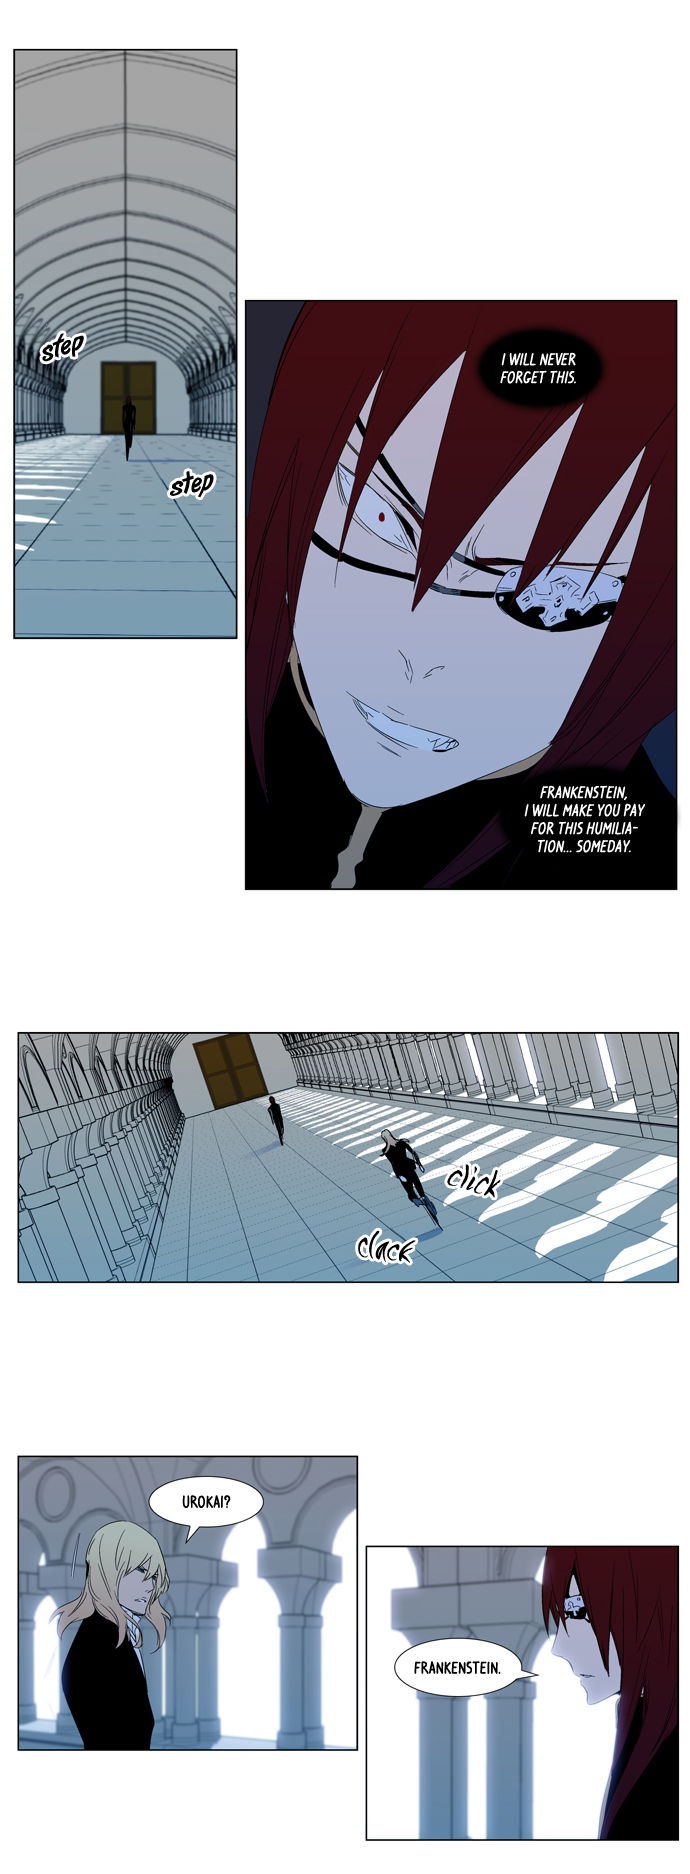 step
step
I WILL NEVER
FORGET THIS.
FRANKENSTEIN,
I WILL MAKE YOU PAY
FOR THIS HUMILIA-
TION... SOMEDAY.
click
clack
UROKAI?
FRANKENSTEIN.